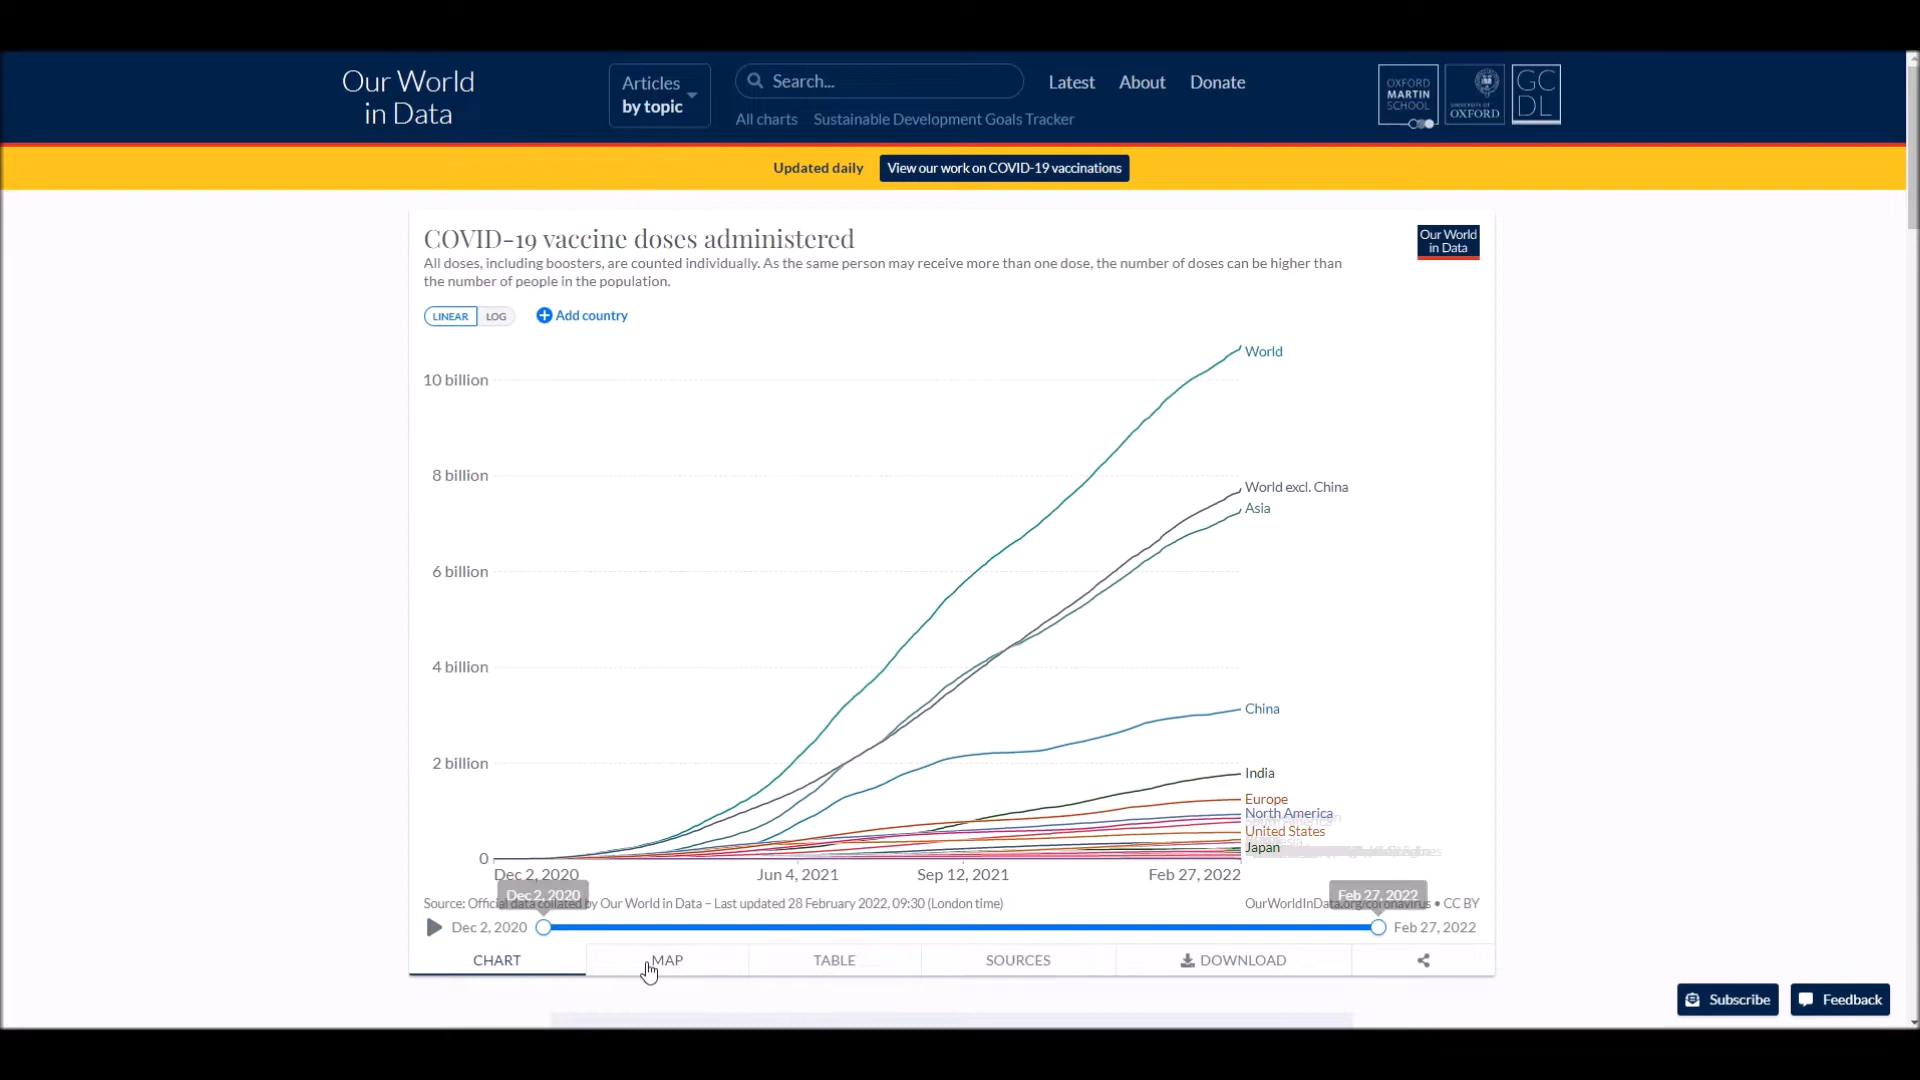 Our World
in Data
Articles
by topic
Search...
Latest
About
Donate
All charts
Sustainable Development Goals Tracker
OXFORD
MARTIN
SCHOOL
UNIVERSITY OF
OXFORD
GC
DL
Updated daily
View our work on COVID-19 vaccinations
COVID-19 vaccine doses administered
All doses, including boosters, are counted individually. As the same person may receive more than one dose, the number of doses can be higher than
the number of people in the population.
Our World
in Data
LINEAR
LOG
Add country
World
10 billion
8 billion
World excl. China
Asia
6 billion
4 billion
China
2 billion
India
Europe
North America
United States
Japan
0
Dec 2, 2020
Jun 4, 2021
Sep 12, 2021
Feb 27, 2022
Dec 2, 2020
Feb 27, 2022
Source: Official data collated by Our World in Data – Last updated 28 February 2022, 09:30 (London time)
OurWorldInData.org/coronavirus • CC BY
Dec 2, 2020
Feb 27, 2022
CHART
MAP
TABLE
SOURCES
DOWNLOAD
Subscribe
Feedback